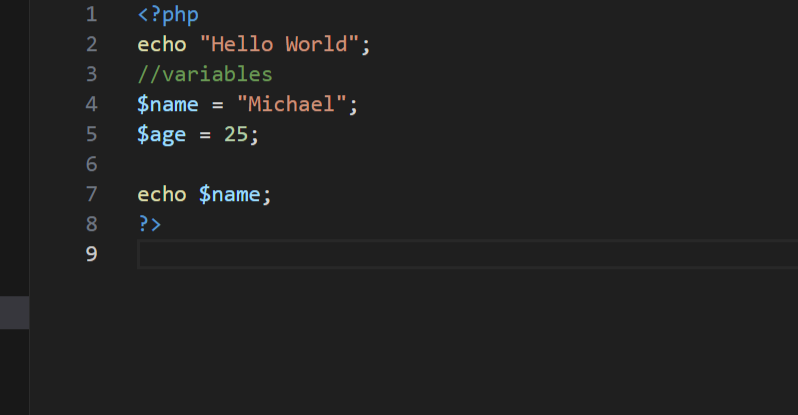 1 <?php
2 echo "Hello World";
3 //variables
4 $name = "Michael";
5 $age = 25;
6
7 echo $name;
8 ?>
9